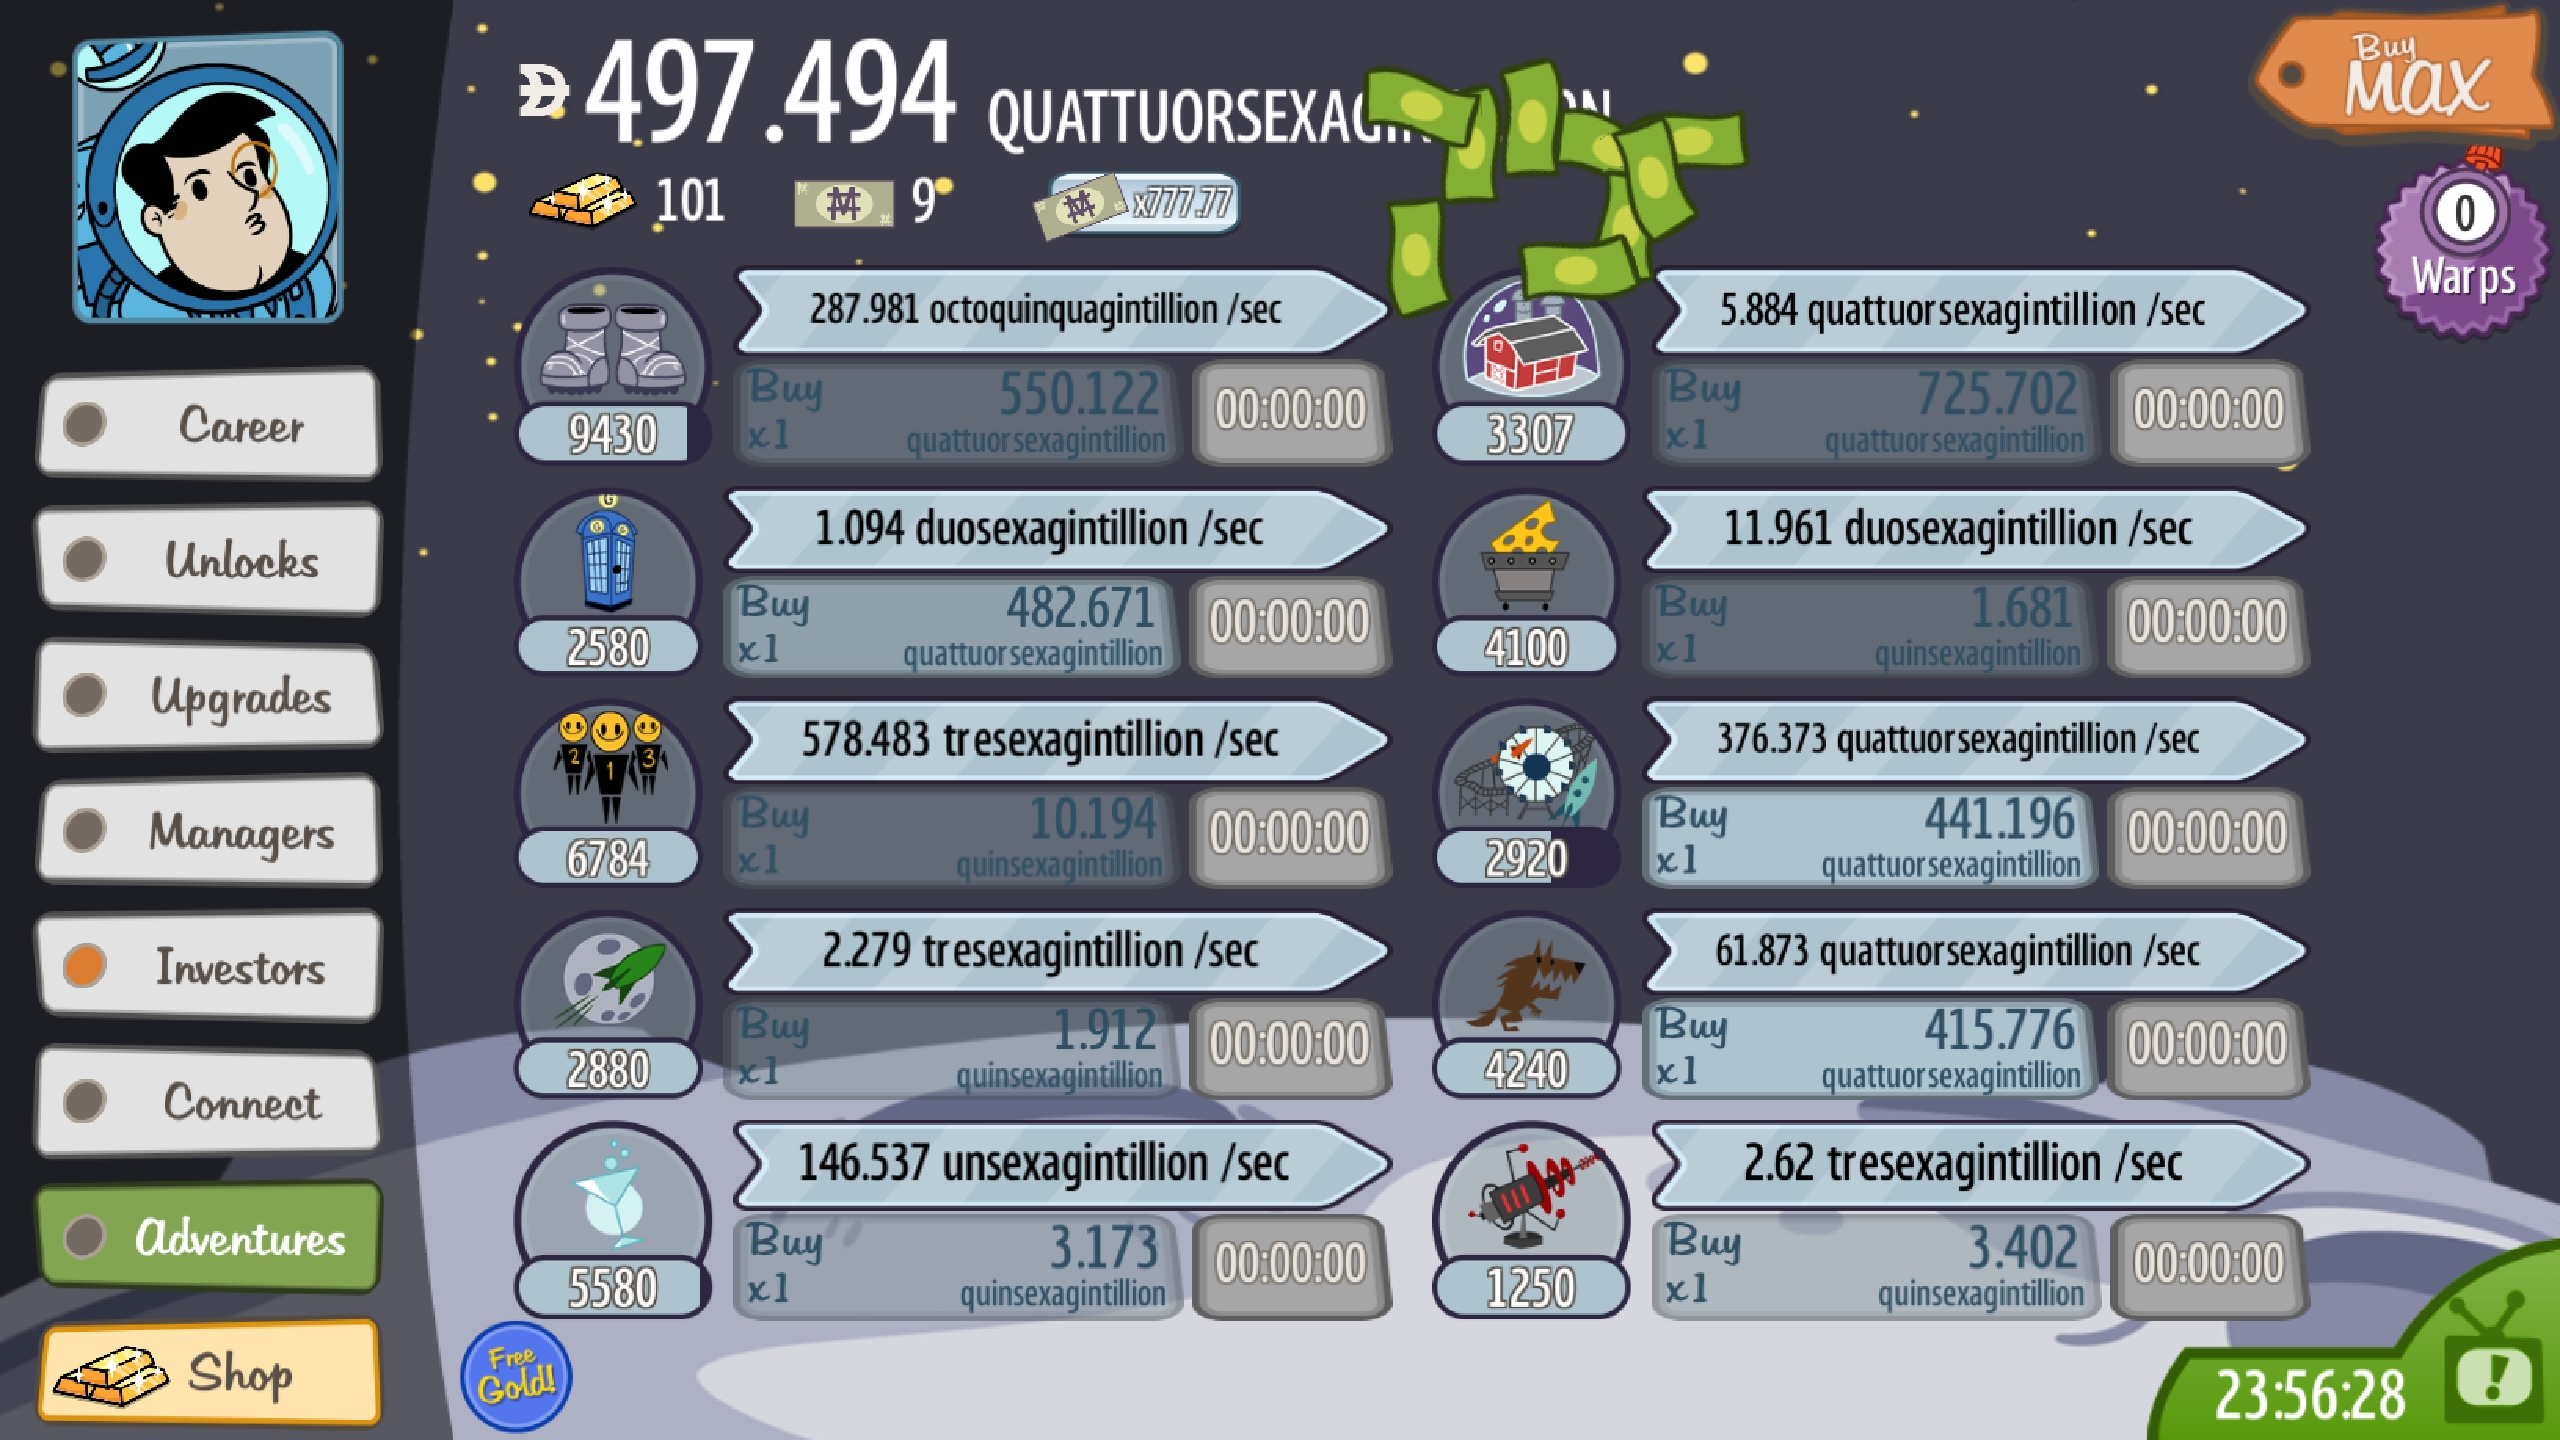 497.494 QUATTUORSEXAG
Buy
MAX
101
9
x777.77
0
Warps
Career
Unlocks
Upgrades
Managers
Investors
Connect
Adventures
Shop
287.981 octoquinquagintillion /sec
Buy 550.122
x1 quattuorsexagintillion
00:00:00
9430
5.884 quattuorsexagintillion /sec
Buy 725.702
x1 quattuorsexagintillion
00:00:00
3307
1.094 duosexagintillion /sec
Buy 482.671
x1 quattuorsexagintillion
00:00:00
2580
11.961 duosexagintillion /sec
Buy 1.681
x1 quinsexagintillion
00:00:00
4100
2 1 3
578.483 tresexagintillion /sec
Buy 10.194
x1 quinsexagintillion
00:00:00
6784
376.373 quattuorsexagintillion /sec
Buy 441.196
x1 quattuorsexagintillion
00:00:00
2920
2.279 tresexagintillion /sec
Buy 1.912
x1 quinsexagintillion
00:00:00
2880
61.873 quattuorsexagintillion /sec
Buy 415.776
x1 quattuorsexagintillion
00:00:00
4240
146.537 unsexagintillion /sec
Buy 3.173
x1 quinsexagintillion
00:00:00
5580
2.62 tresexagintillion /sec
Buy 3.402
x1 quinsexagintillion
00:00:00
1250
Free
Gold!
23:56:28